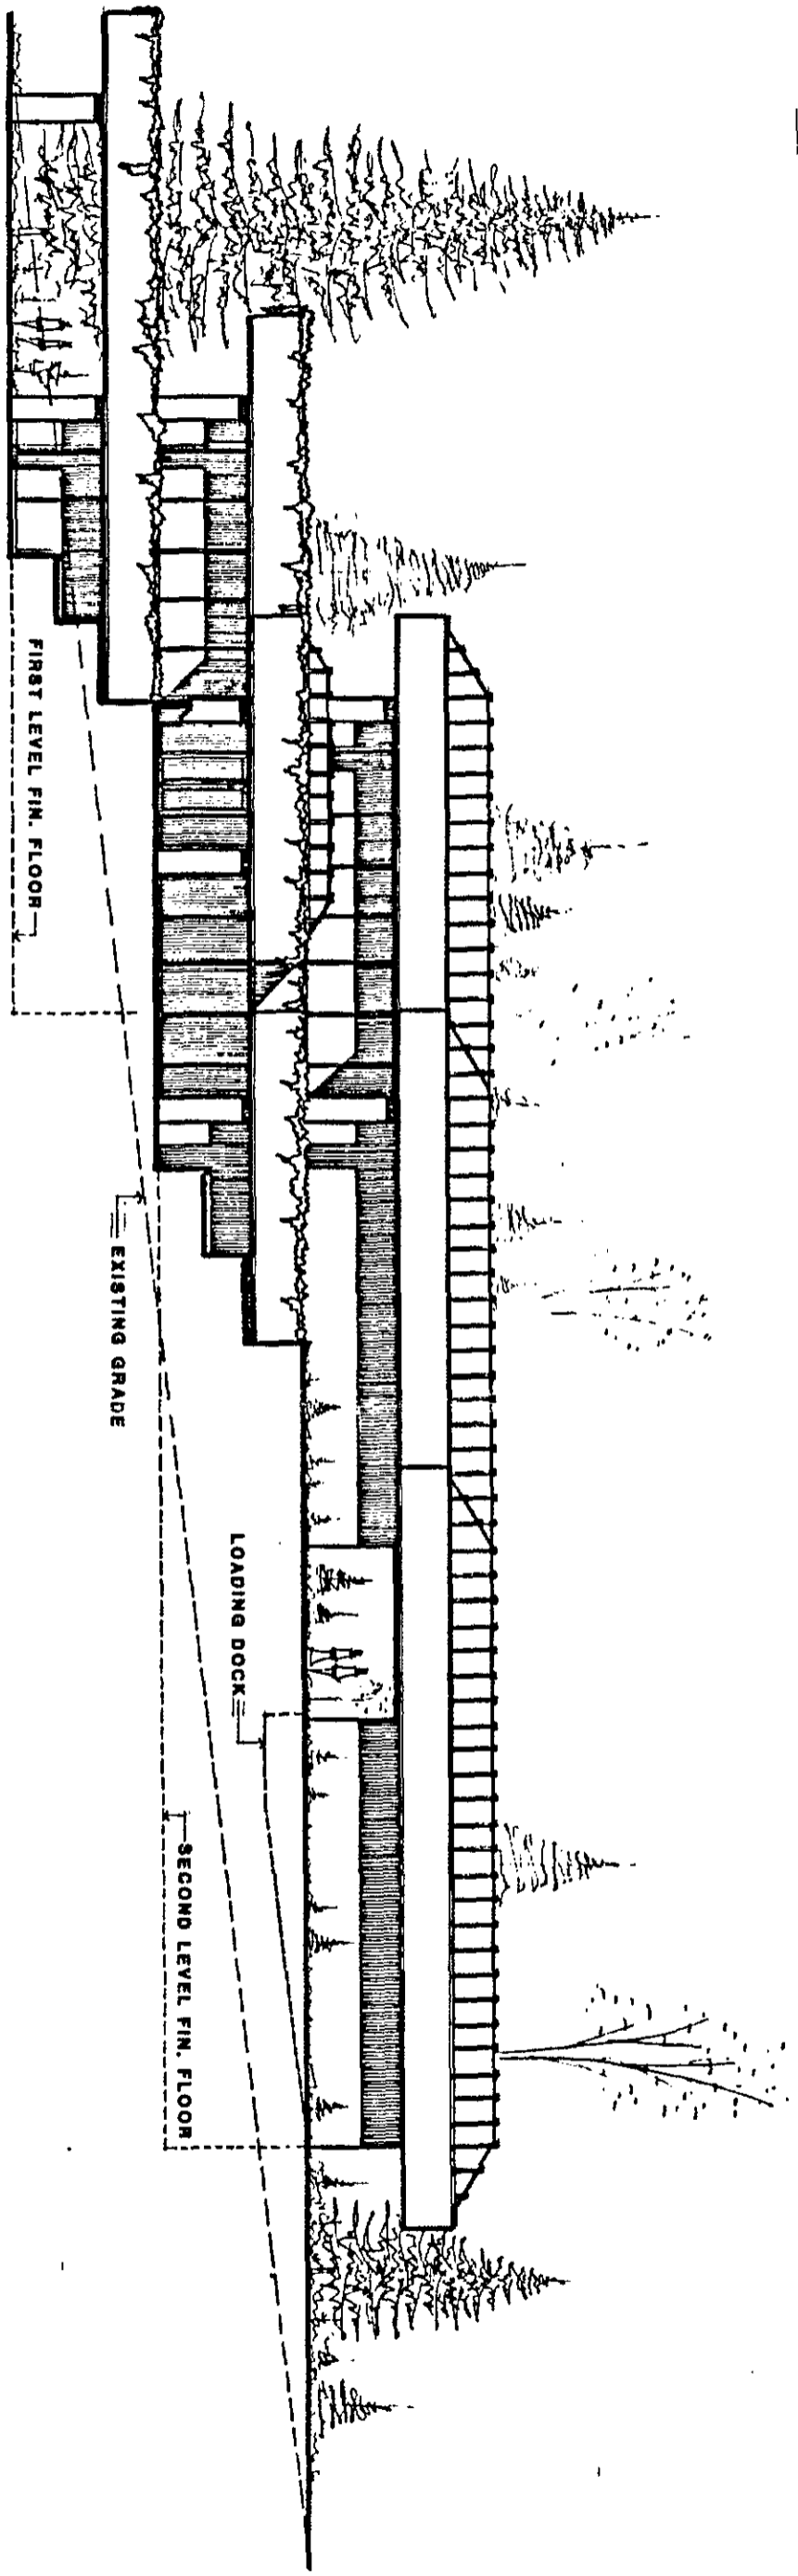 FIRST LEVEL FIN. FLOOR
EXISTING GRADE
LOADING DOCK
SECOND LEVEL FIN. FLOOR